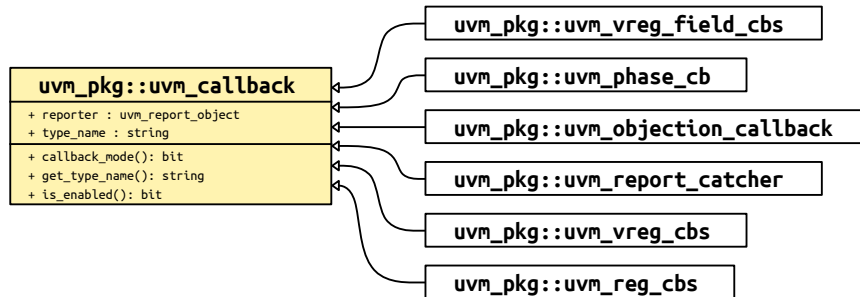 uvm_pkg::uvm_vreg_field_cbs
uvm_pkg::uvm_callback
+ reporter : uvm_report_object
+ type_name : string
+ callback_mode(): bit
+ get_type_name(): string
+ is_enabled(): bit
uvm_pkg::uvm_phase_cb
uvm_pkg::uvm_objection_callback
uvm_pkg::uvm_report_catcher
uvm_pkg::uvm_vreg_cbs
uvm_pkg::uvm_reg_cbs